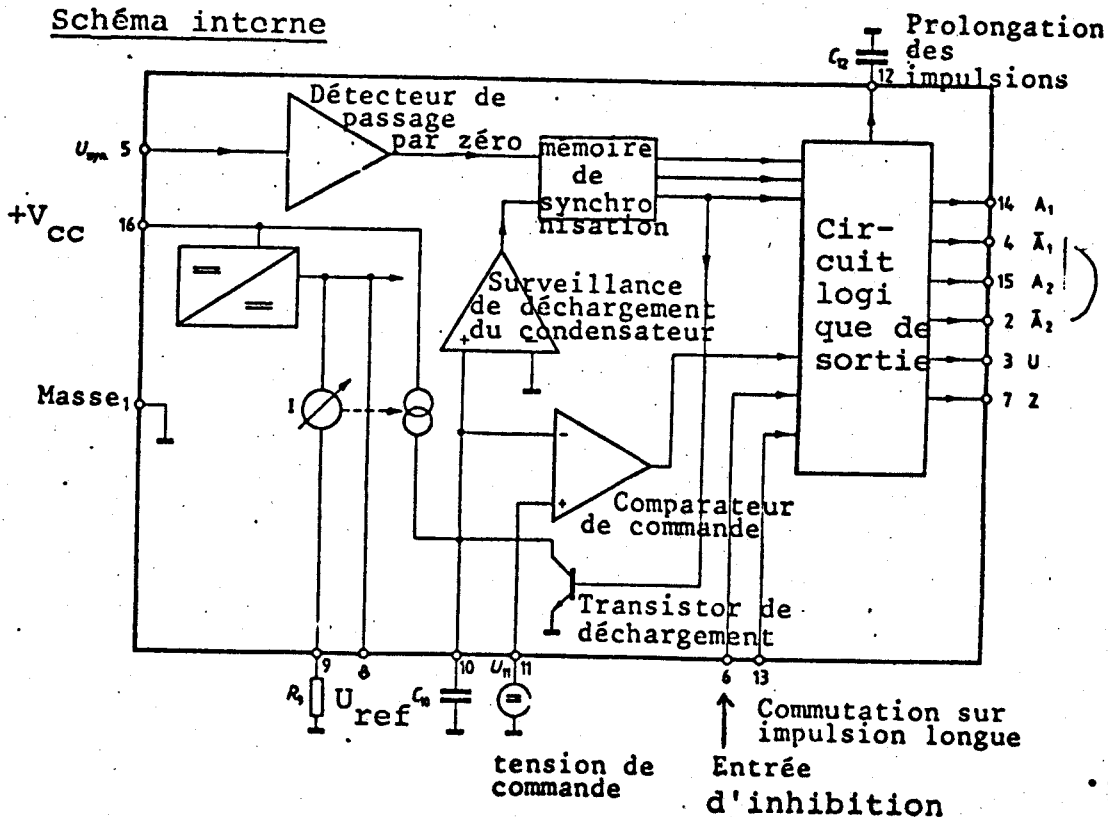 Schéma interne
Prolongation
des
impulsions
C12
12
Détecteur de
passage
par zéro
Usyn. 5
mémoire
de
synchro
nisation
+Vcc
16
Cir-
cuit
logi
que de
sortie
14 A1
4 Ā1
15 A2
2 Ā2
3 U
7 Z
Surveillance
de déchargement
du condensateur
+ -
Masse 1
I
-
+
Comparateur
de commande
Transistor de
déchargement
9
8
10
U11 11
6
13
R9
Uref
C10
Commutation sur
impulsion longue
tension de
commande
Entrée
d'inhibition